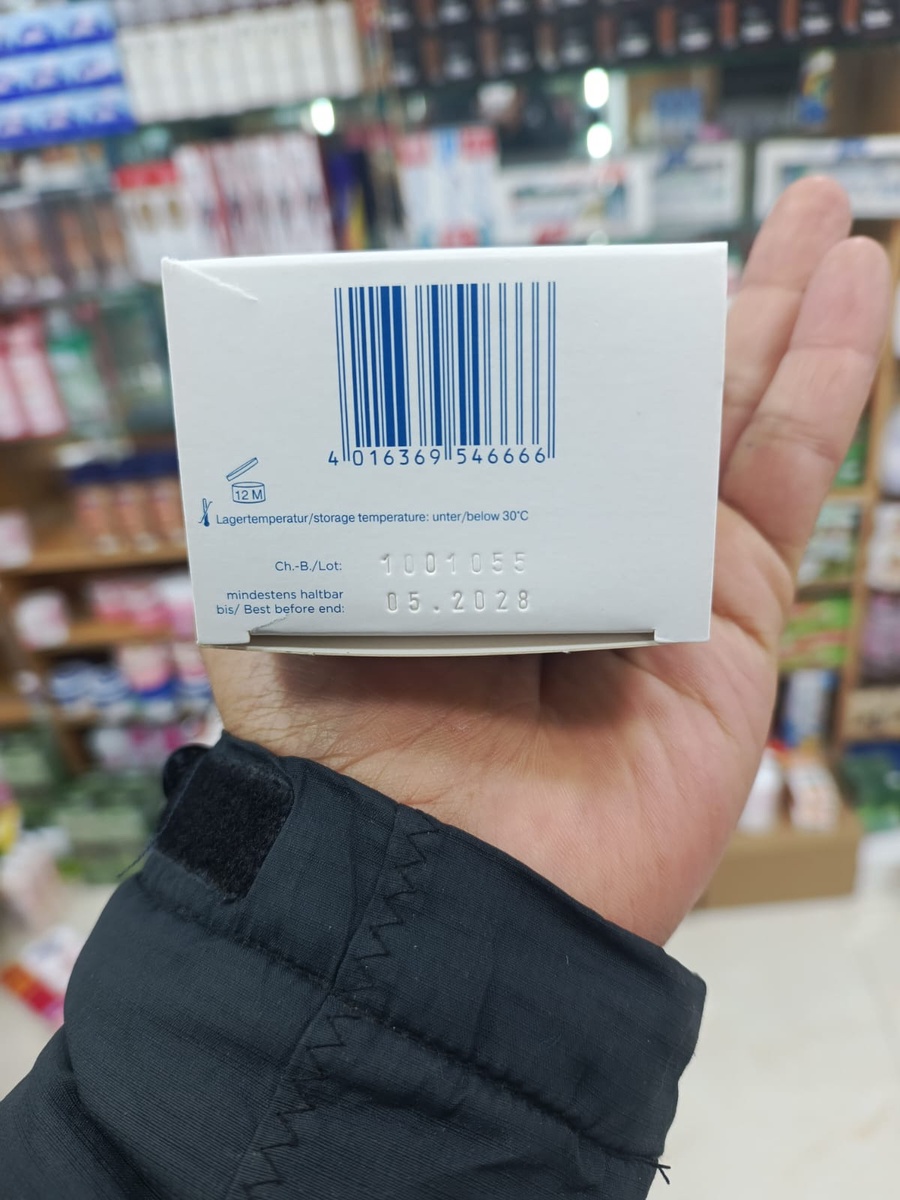 4 016369 546666
12 M
Lagertemperatur/storage temperature: unter/below 30°C
Ch.-B./Lot: 1001055
mindestens haltbar
bis/ Best before end: 05.2028